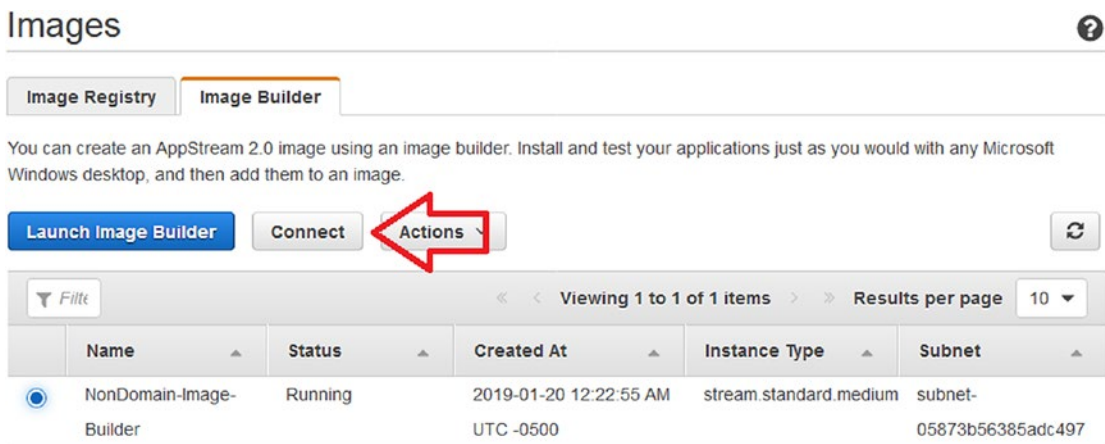 Images
Image Registry Image Builder
You can create an AppStream 2.0 image using an image builder. Install and test your applications just as you would with any Microsoft
Windows desktop, and then add them to an image.
Launch Image Builder Connect Actions
Viewing 1 to 1 of 1 items Results per page 10
Name Status Created At Instance Type Subnet
NonDomain-Image- Running 2019-01-20 12:22:55 AM stream.standard.medium subnet-
Builder UTC -0500 05873b56385adc497